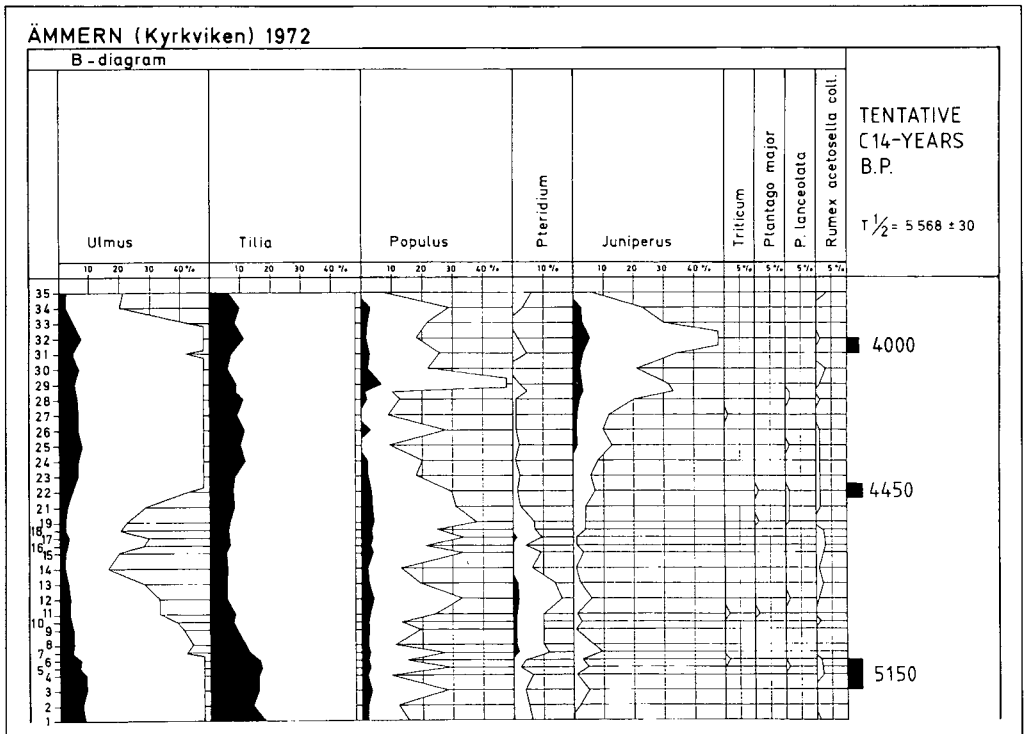 ÄMMERN (Kyrkviken) 1972
B-diagram
Ulmus
Tilia
Populus
Pteridium
Juniperus
Triticum
Plantago major
P. lanceolata
Rumex acetosella coll.
TENTATIVE
C14-YEARS
B.P.
T 1/2 = 5 568 ± 30
10 20 30 40 %
10 20 30 40 %
10 20 30 40 %
10 %
10 20 30 40 %
5 %
5 %
5 %
5 %
35
34
33
32
31
30
29
28
27
26
25
24
23
22
21
19
18
17
16
15
14
13
12
11
10
9
8
7
6
5
4
3
2
1
4000
4450
5150